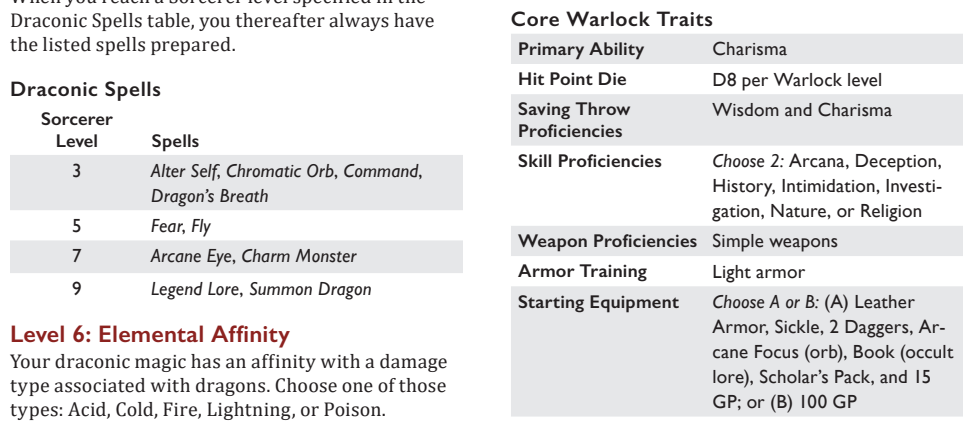 When you reach a Sorcerer level specified in the
Draconic Spells table, you thereafter always have
the listed spells prepared.
Draconic Spells
Sorcerer
Level Spells
3 Alter Self, Chromatic Orb, Command,
Dragon's Breath
5 Fear, Fly
7 Arcane Eye, Charm Monster
9 Legend Lore, Summon Dragon
Level 6: Elemental Affinity
Your draconic magic has an affinity with a damage
type associated with dragons. Choose one of those
types: Acid, Cold, Fire, Lightning, or Poison.
Core Warlock Traits
Primary Ability Charisma
Hit Point Die D8 per Warlock level
Saving Throw Wisdom and Charisma
Proficiencies
Skill Proficiencies Choose 2: Arcana, Deception,
History, Intimidation, Investi-
gation, Nature, or Religion
Weapon Proficiencies Simple weapons
Armor Training Light armor
Starting Equipment Choose A or B: (A) Leather
Armor, Sickle, 2 Daggers, Ar-
cane Focus (orb), Book (occult
lore), Scholar's Pack, and 15
GP; or (B) 100 GP